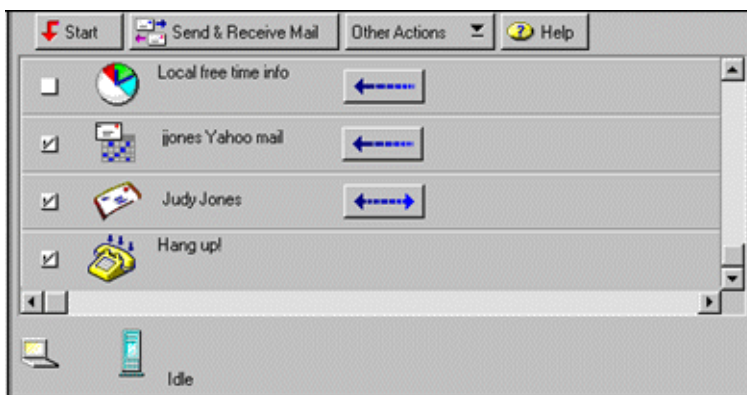 Start Send & Receive Mail Other Actions Help
Local free time info
jjones Yahoo mail
Judy Jones
Hang up!
Idle